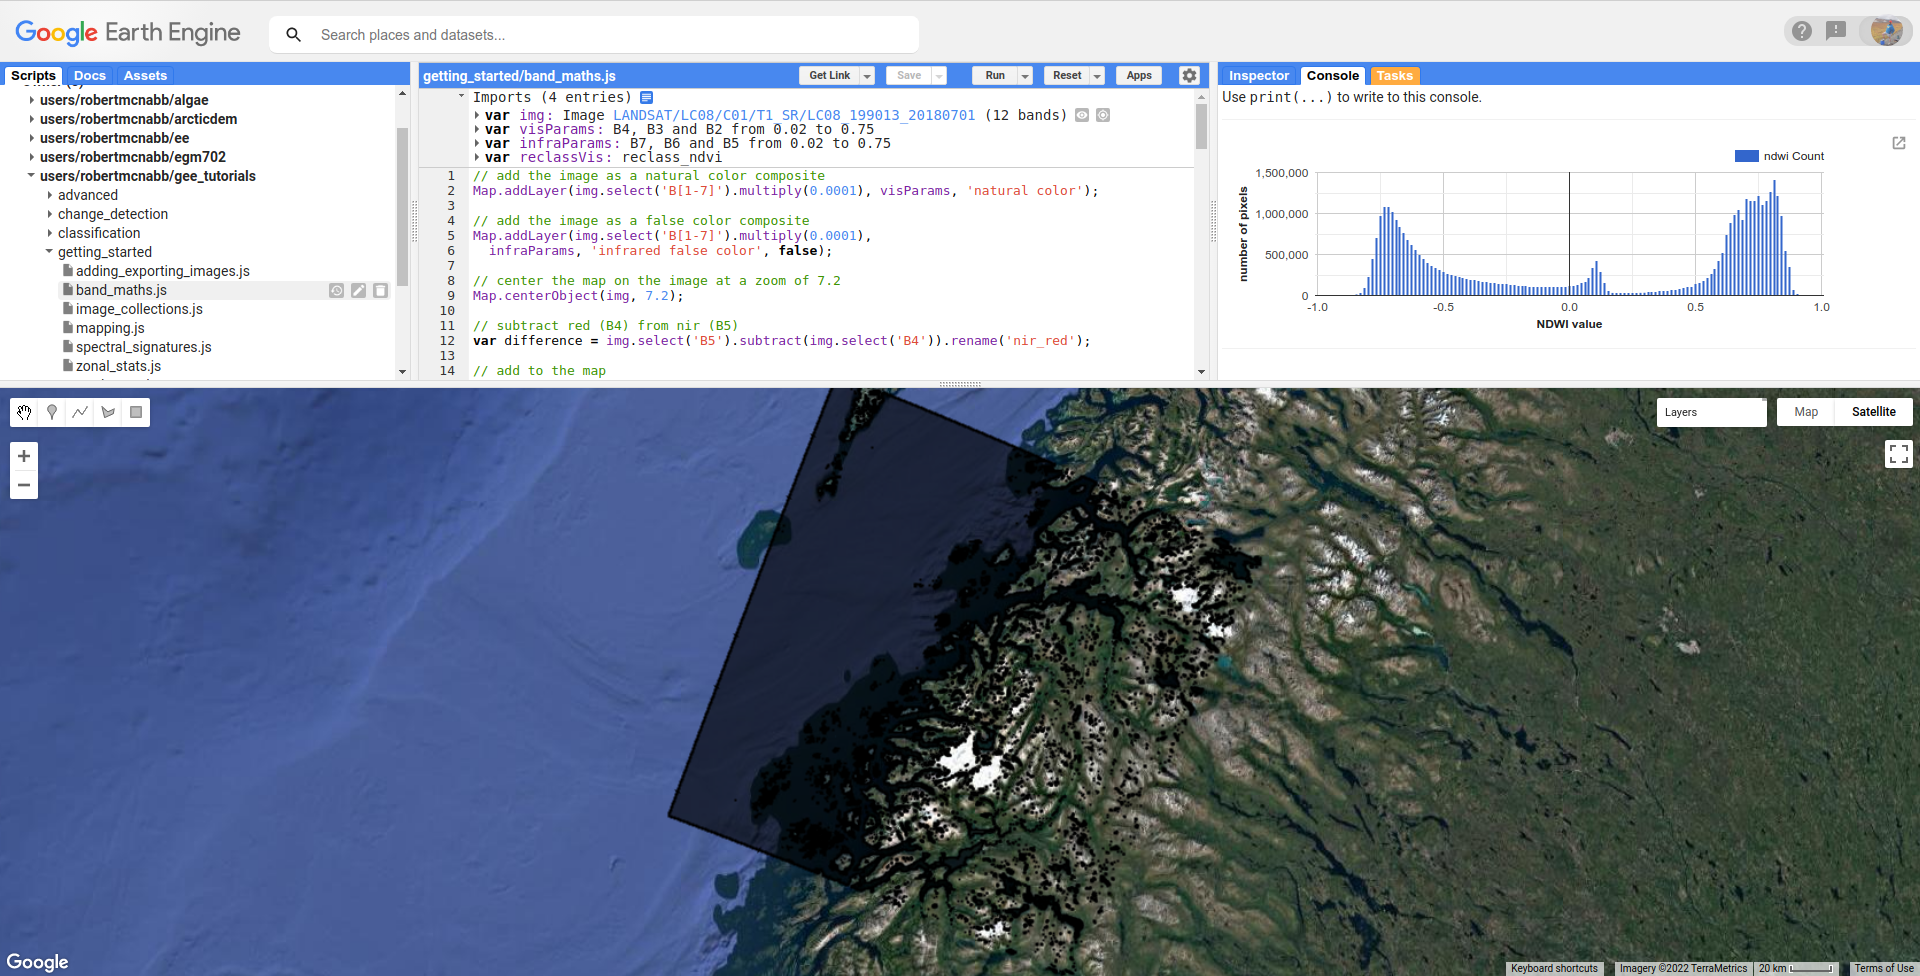 Google Earth Engine
Search places and datasets...
Scripts Docs Assets
users/robertmcnabb/algae
users/robertmcnabb/arcticdem
users/robertmcnabb/ee
users/robertmcnabb/egm702
users/robertmcnabb/gee_tutorials
advanced
change_detection
classification
getting_started
adding_exporting_images.js
band_maths.js
image_collections.js
mapping.js
spectral_signatures.js
zonal_stats.js
getting_started/band_maths.js
Get Link Save Run Reset Apps
Imports (4 entries)
var img: Image LANDSAT/LC08/C01/T1_SR/LC08_199013_20180701 (12 bands)
var visParams: B4, B3 and B2 from 0.02 to 0.75
var infraParams: B7, B6 and B5 from 0.02 to 0.75
var reclassVis: reclass_ndvi
1 // add the image as a natural color composite
2 Map.addLayer(img.select('B[1-7]').multiply(0.0001), visParams, 'natural color');
3
4 // add the image as a false color composite
5 Map.addLayer(img.select('B[1-7]').multiply(0.0001),
6 infraParams, 'infrared false color', false);
7
8 // center the map on the image at a zoom of 7.2
9 Map.centerObject(img, 7.2);
10
11 // subtract red (B4) from nir (B5)
12 var difference = img.select('B5').subtract(img.select('B4')).rename('nir_red');
13
14 // add to the map
Inspector Console Tasks
Use print(...) to write to this console.
ndwi Count
number of pixels
1,500,000
1,000,000
500,000
0
-1.0 -0.5 0.0 0.5 1.0
NDWI value
Layers
Map Satellite
Google
Keyboard shortcuts Imagery ©2022 TerraMetrics 20 km Terms of Use